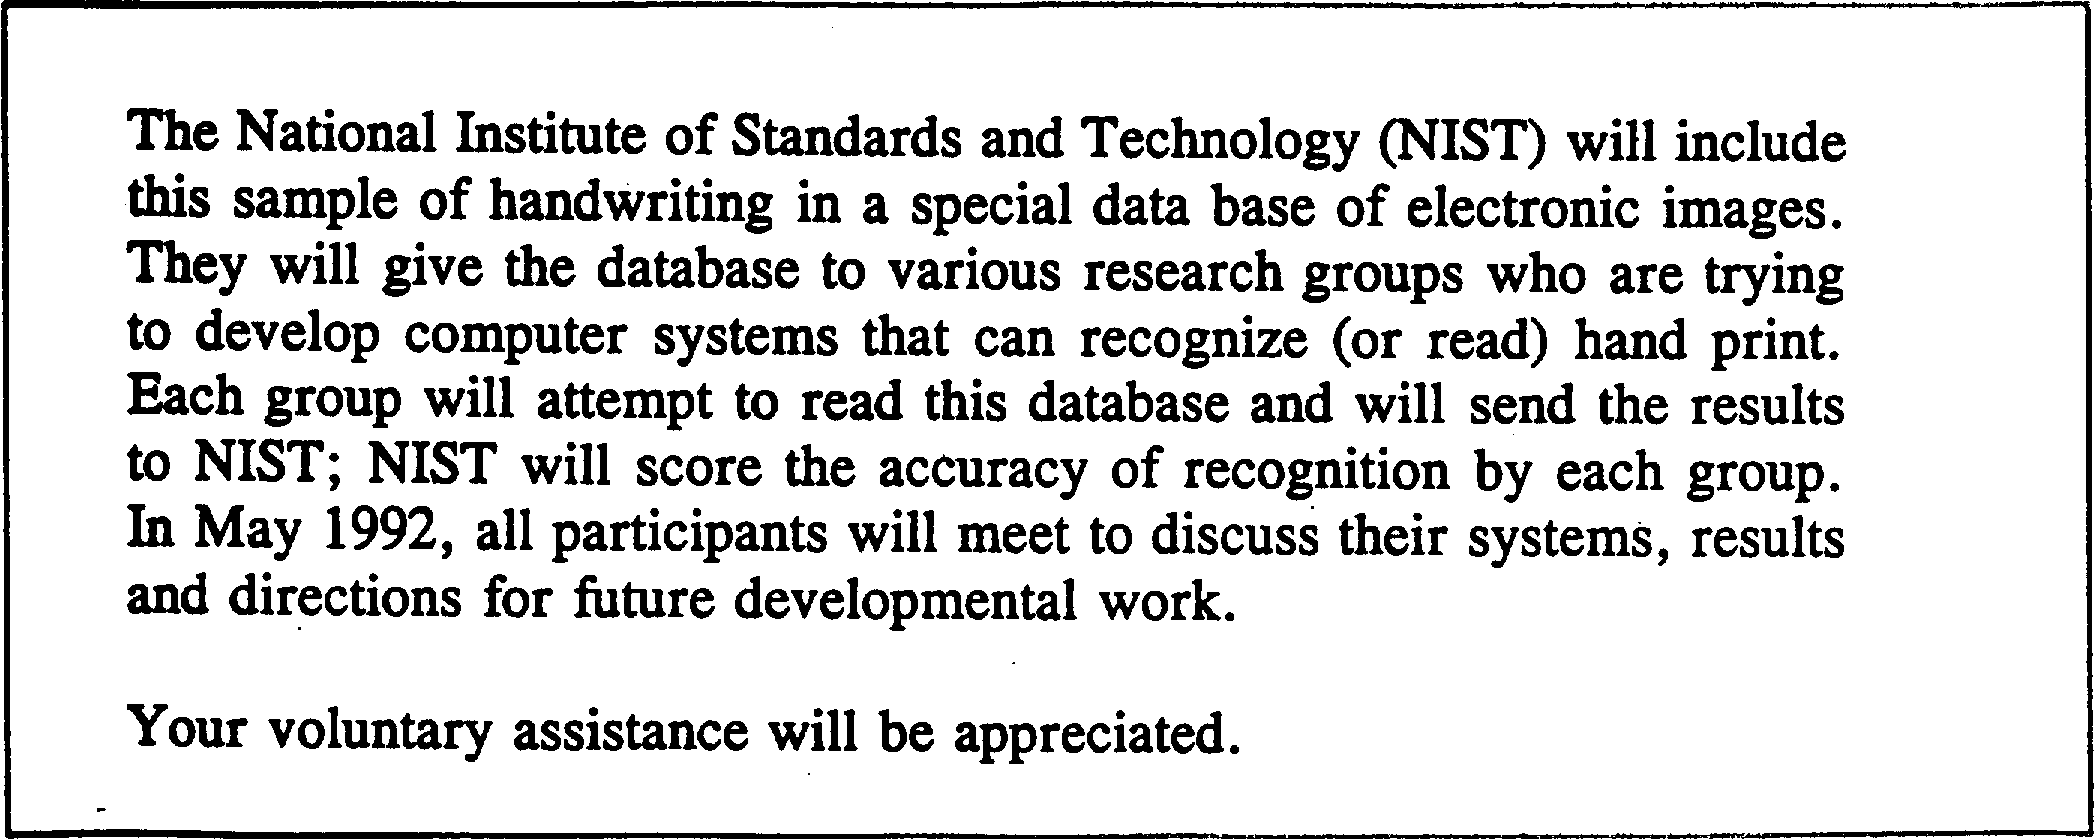 The National Institute of Standards and Technology (NIST) will include
this sample of handwriting in a special data base of electronic images.
They will give the database to various research groups who are trying
to develop computer systems that can recognize (or read) hand print.
Each group will attempt to read this database and will send the results
to NIST; NIST will score the accuracy of recognition by each group.
In May 1992, all participants will meet to discuss their systems, results
and directions for future developmental work.
Your voluntary assistance will be appreciated.